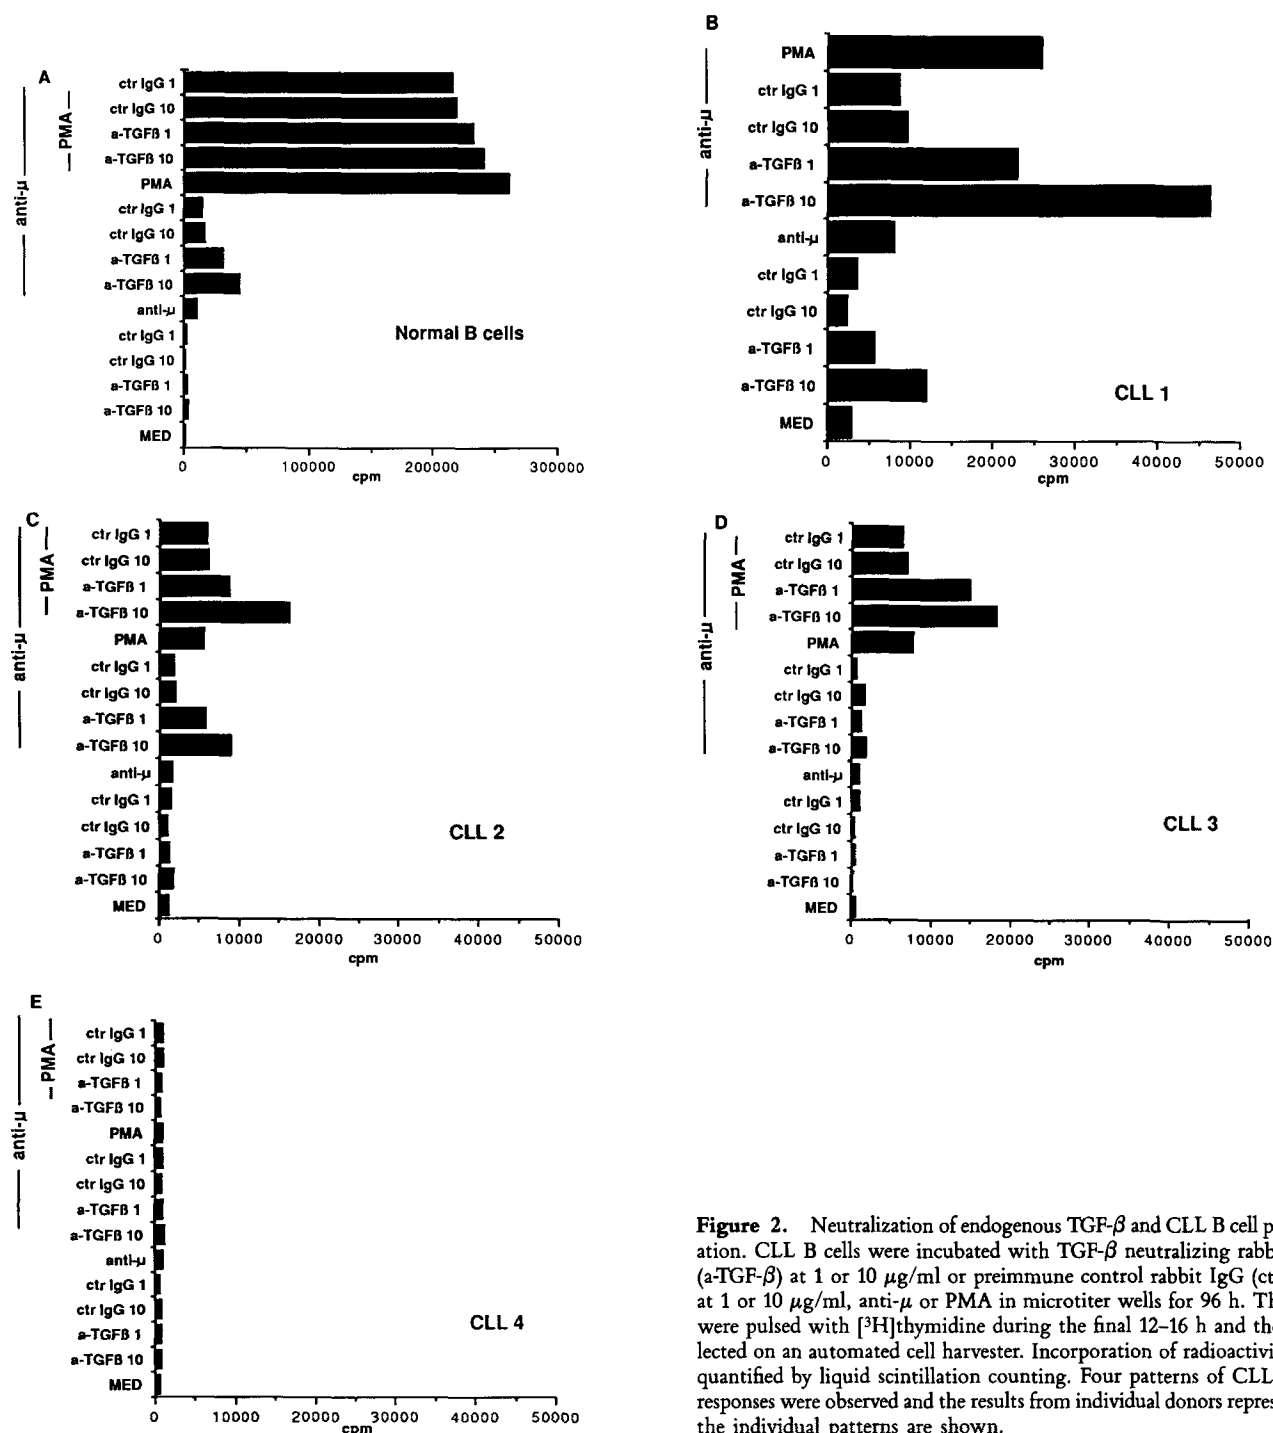 A
anti-μ
PMA
ctr IgG 1
ctr IgG 10
a-TGFß 1
a-TGFß 10
PMA
ctr IgG 1
ctr IgG 10
a-TGFß 1
a-TGFß 10
anti-μ
ctr IgG 1
ctr IgG 10
a-TGFß 1
a-TGFß 10
MED
Normal B cells
0 100000 200000 300000
cpm
B
anti-μ
PMA
ctr IgG 1
ctr IgG 10
a-TGFß 1
a-TGFß 10
anti-μ
ctr IgG 1
ctr IgG 10
a-TGFß 1
a-TGFß 10
MED
CLL 1
0 10000 20000 30000 40000 50000
cpm
C
anti-μ
PMA
ctr IgG 1
ctr IgG 10
a-TGFß 1
a-TGFß 10
PMA
ctr IgG 1
ctr IgG 10
a-TGFß 1
a-TGFß 10
anti-μ
ctr IgG 1
ctr IgG 10
a-TGFß 1
a-TGFß 10
MED
CLL 2
0 10000 20000 30000 40000 50000
cpm
D
anti-μ
PMA
ctr IgG 1
ctr IgG 10
a-TGFß 1
a-TGFß 10
PMA
ctr IgG 1
ctr IgG 10
a-TGFß 1
a-TGFß 10
anti-μ
ctr IgG 1
ctr IgG 10
a-TGFß 1
a-TGFß 10
MED
CLL 3
0 10000 20000 30000 40000 50000
cpm
E
anti-μ
PMA
ctr IgG 1
ctr IgG 10
a-TGFß 1
a-TGFß 10
PMA
ctr IgG 1
ctr IgG 10
a-TGFß 1
a-TGFß 10
anti-μ
ctr IgG 1
ctr IgG 10
a-TGFß 1
a-TGFß 10
MED
CLL 4
0 10000 20000 30000 40000 50000
cpm
Figure 2. Neutralization of endogenous TGF-β and CLL B cell p
ation. CLL B cells were incubated with TGF-β neutralizing rabb
(a-TGF-β) at 1 or 10 μg/ml or preimmune control rabbit IgG (ct
at 1 or 10 μg/ml, anti-μ or PMA in microtiter wells for 96 h. Th
were pulsed with [³H]thymidine during the final 12–16 h and the
lected on an automated cell harvester. Incorporation of radioactivi
quantified by liquid scintillation counting. Four patterns of CLL
responses were observed and the results from individual donors repres
the individual patterns are shown.